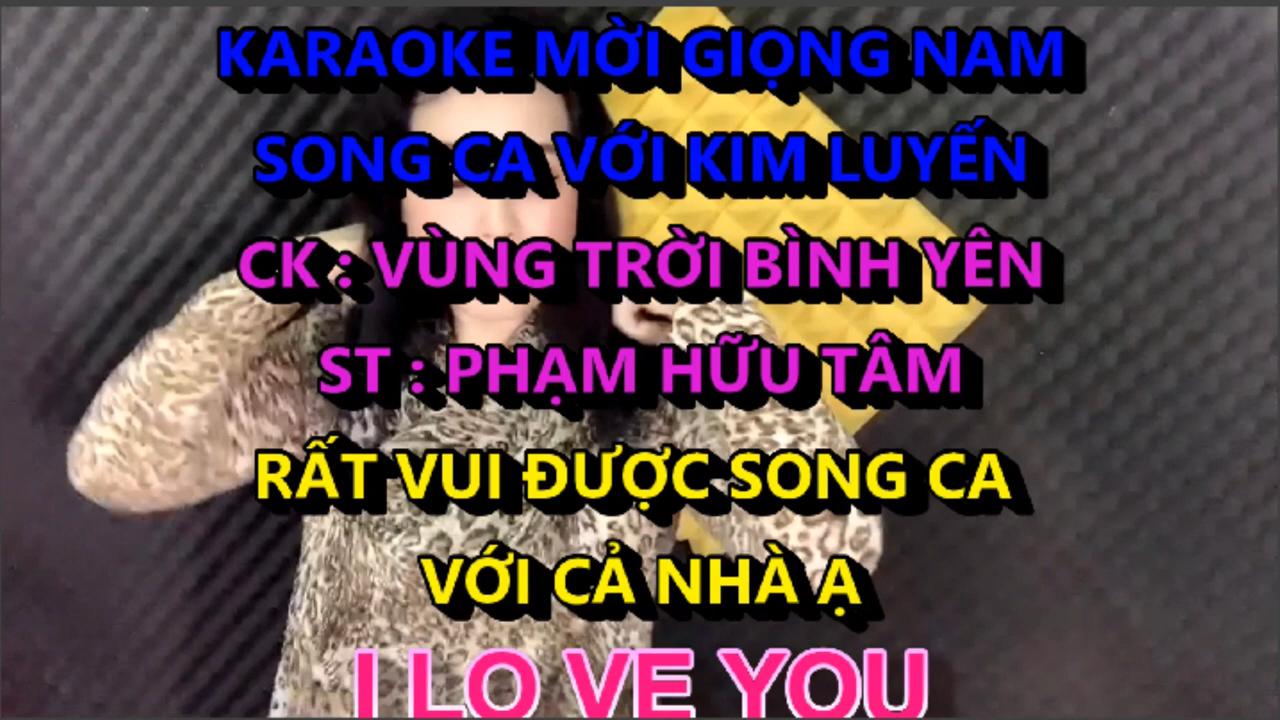 KARAOKE MỜI GIỌNG NAM
SONG CA VỚI KIM LUYẾN
CK : VÙNG TRỜI BÌNH YÊN
ST : PHẠM HỮU TÂM
RẤT VUI ĐƯỢC SONG CA
VỚI CẢ NHÀ Ạ
I LO VE YOU